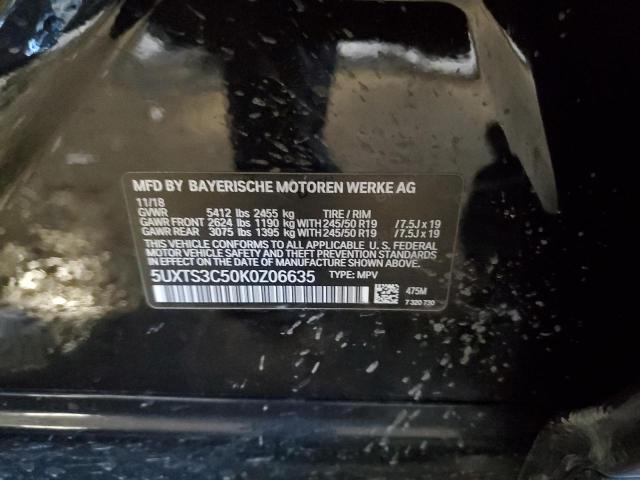 MFD BY BAYERISCHE MOTOREN WERKE AG
11/18
GVWR 5412 lbs 2455 kg TIRE / RIM
GAWR FRONT 2624 lbs 1190 kg WITH 245/50 R19 /7.5J x 19
GAWR REAR 3075 lbs 1395 kg WITH 245/50 R19 /7.5J x 19
THIS VEHICLE CONFORMS TO ALL APPLICABLE U. S. FEDERAL
MOTOR VEHICLE SAFETY AND THEFT PREVENTION STANDARDS
IN EFFECT ON THE DATE OF MANUFACTURE SHOWN ABOVE.
5UXTS3C50K0Z06635 TYPE: MPV
475M
7 320 730